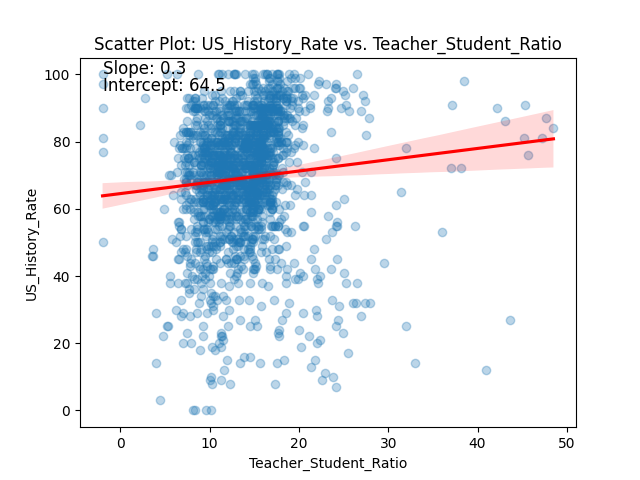 Scatter Plot: US_History_Rate vs. Teacher_Student_Ratio
Slope: 0.3
Intercept: 64.5
100
80
60
40
20
0
US_History_Rate
0 10 20 30 40 50
Teacher_Student_Ratio